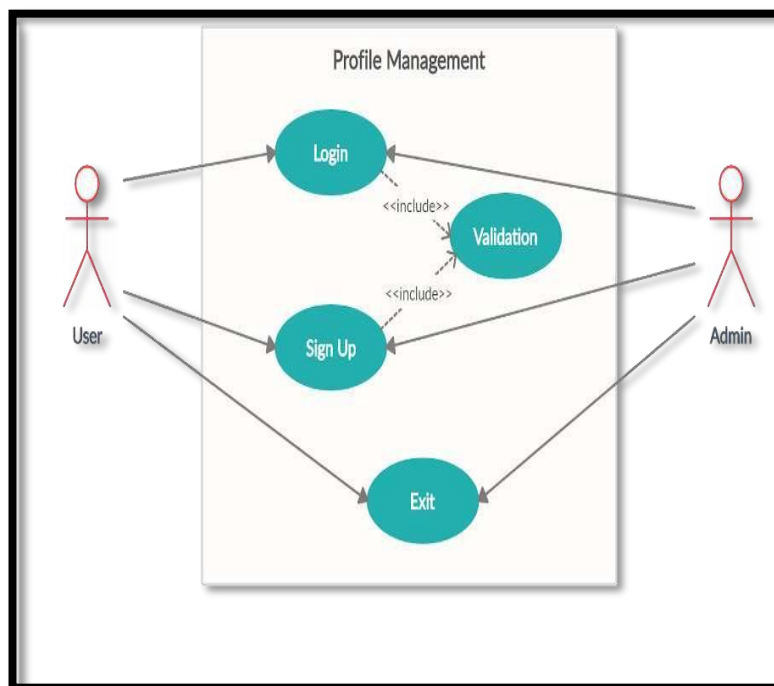 Profile Management
Login
<<include>>
Validation
<<include>>
Sign Up
User
Admin
Exit